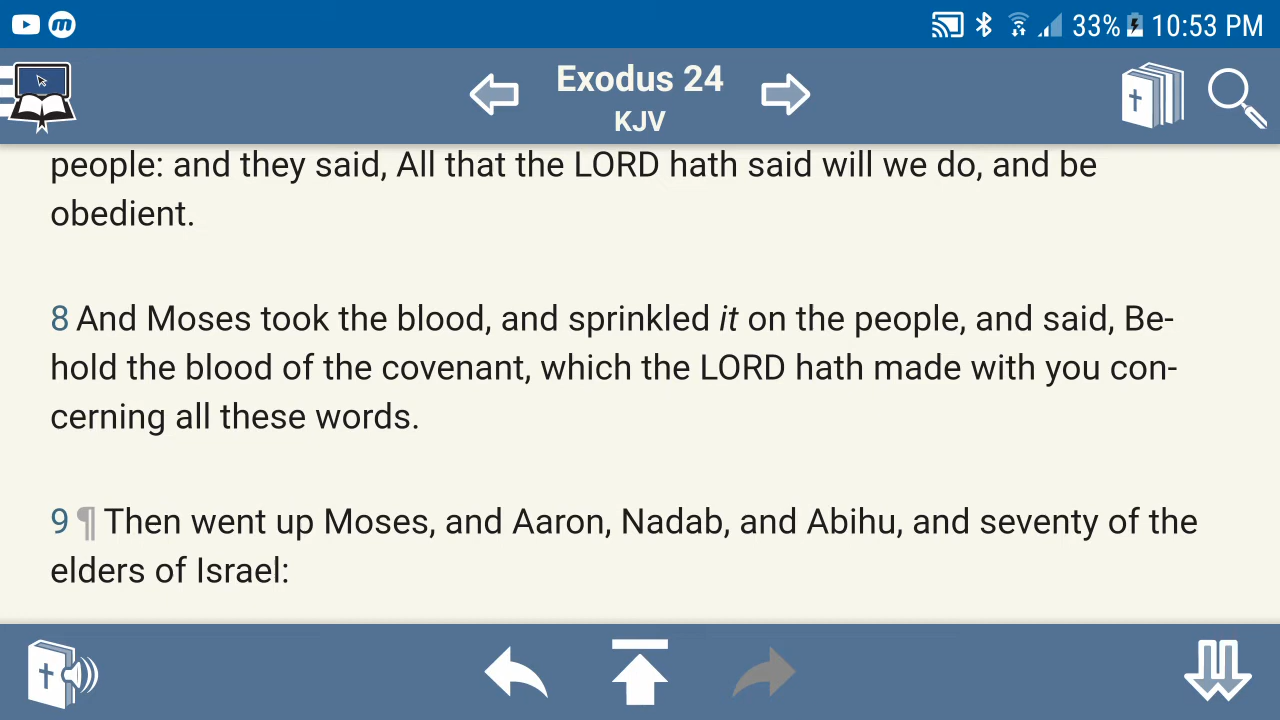 33% 10:53 PM
Exodus 24
KJV
people: and they said, All that the LORD hath said will we do, and be
obedient.
8 And Moses took the blood, and sprinkled it on the people, and said, Be-
hold the blood of the covenant, which the LORD hath made with you con-
cerning all these words.
9 ¶ Then went up Moses, and Aaron, Nadab, and Abihu, and seventy of the
elders of Israel: